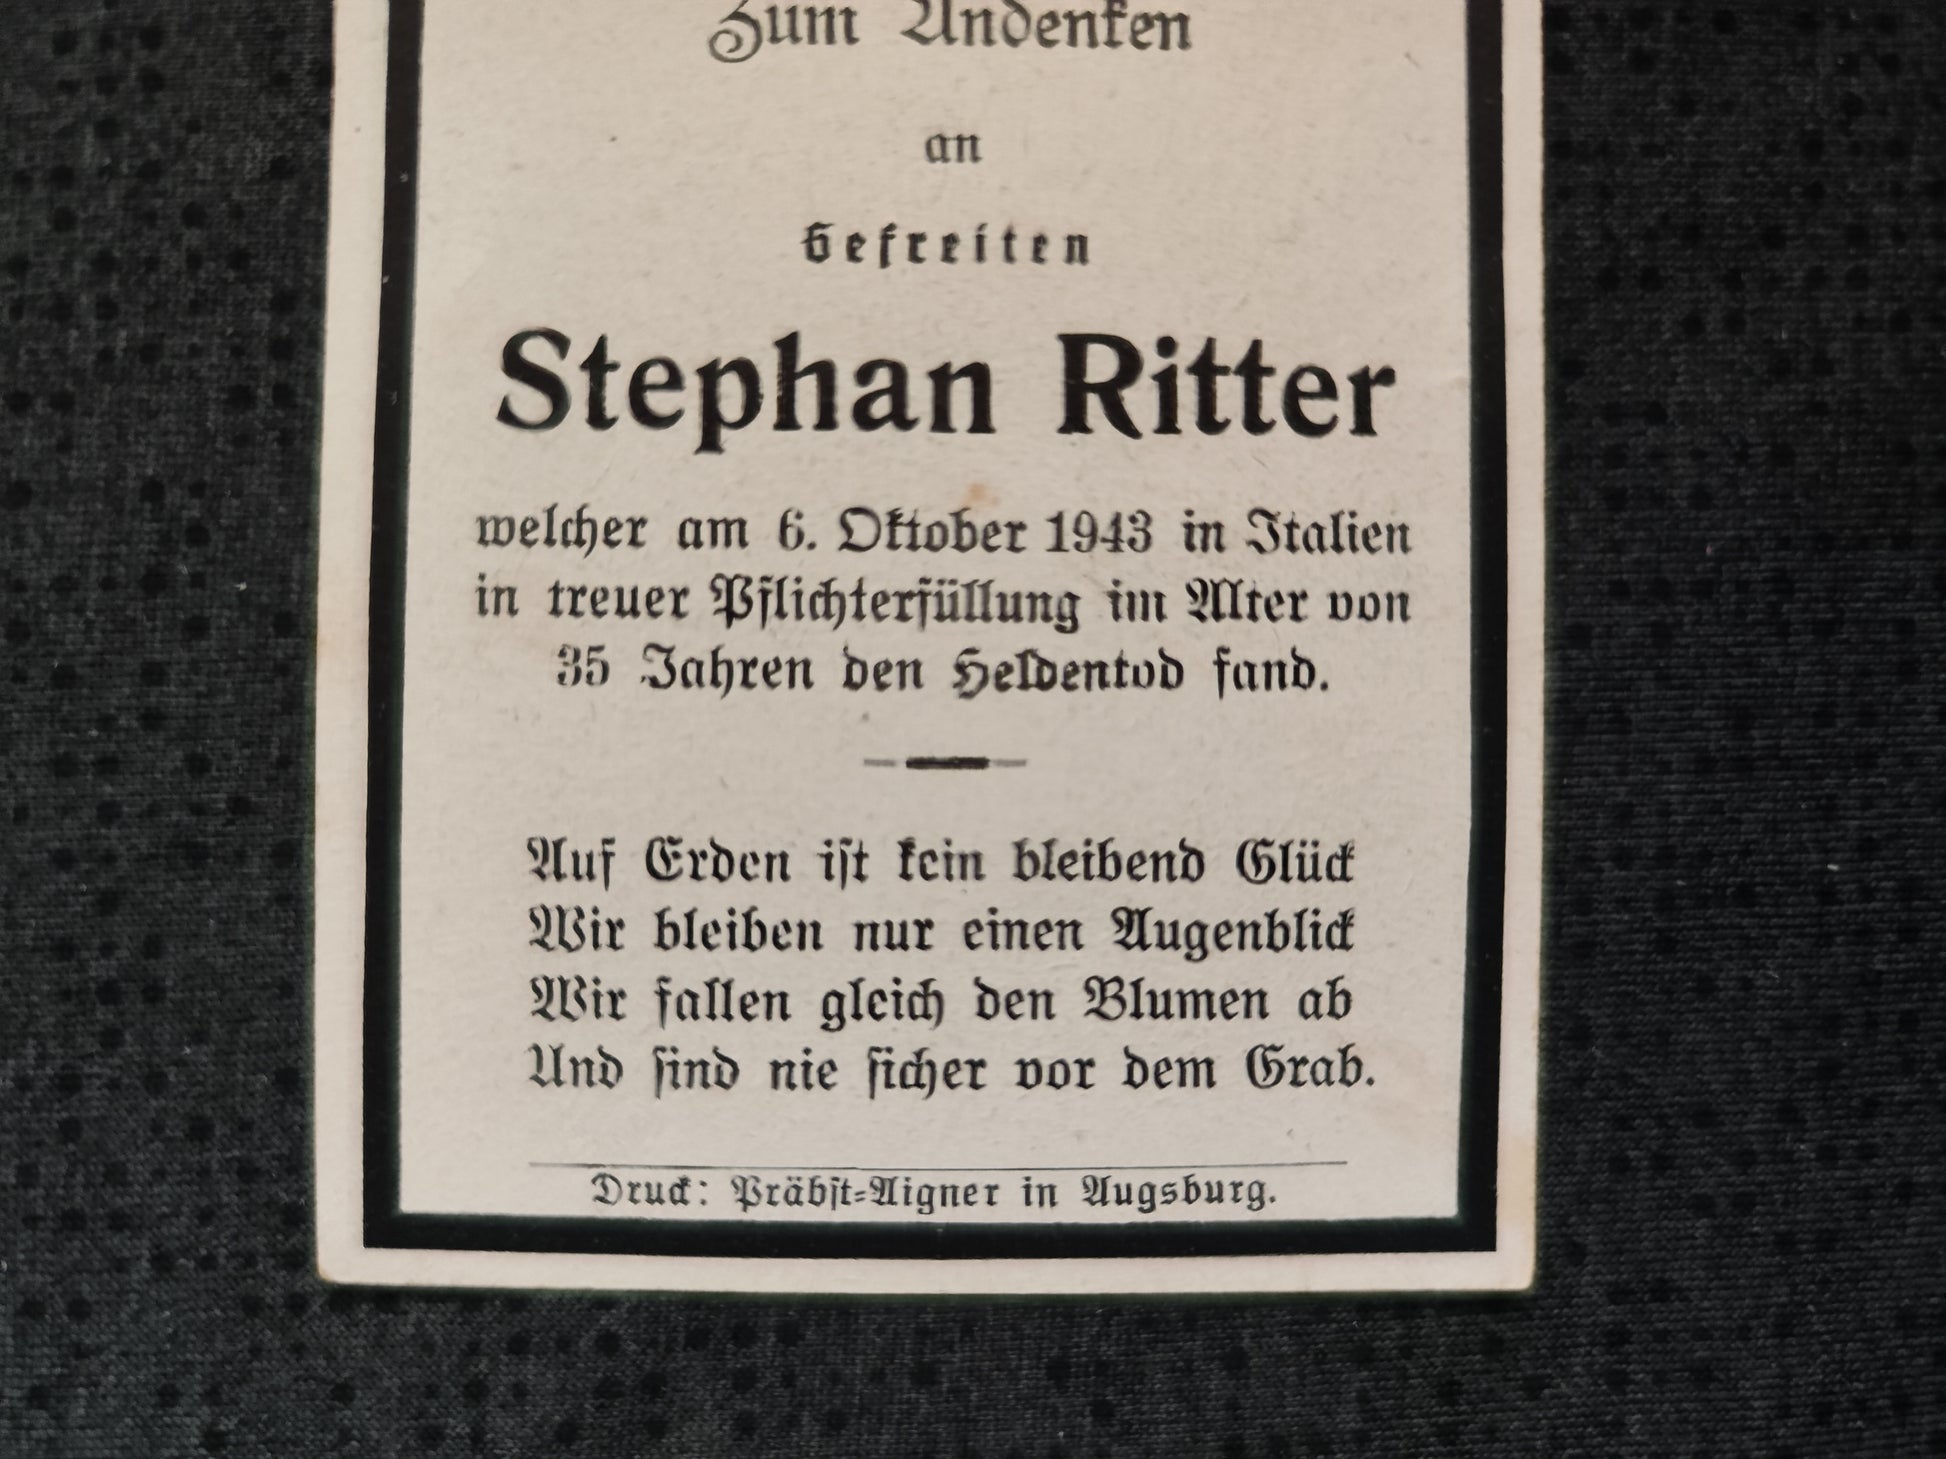 Zum Andenken
an
Gefreiten
Stephan Ritter
welcher am 6. Oktober 1943 in Italien
in treuer Pflichterfüllung im Alter von
35 Jahren den Heldentod fand.
Auf Erden ist kein bleibend Glück
Wir bleiben nur einen Augenblick
Wir fallen gleich den Blumen ab
Und sind nie sicher vor dem Grab.
Druck: Präbst-Aigner in Augsburg.